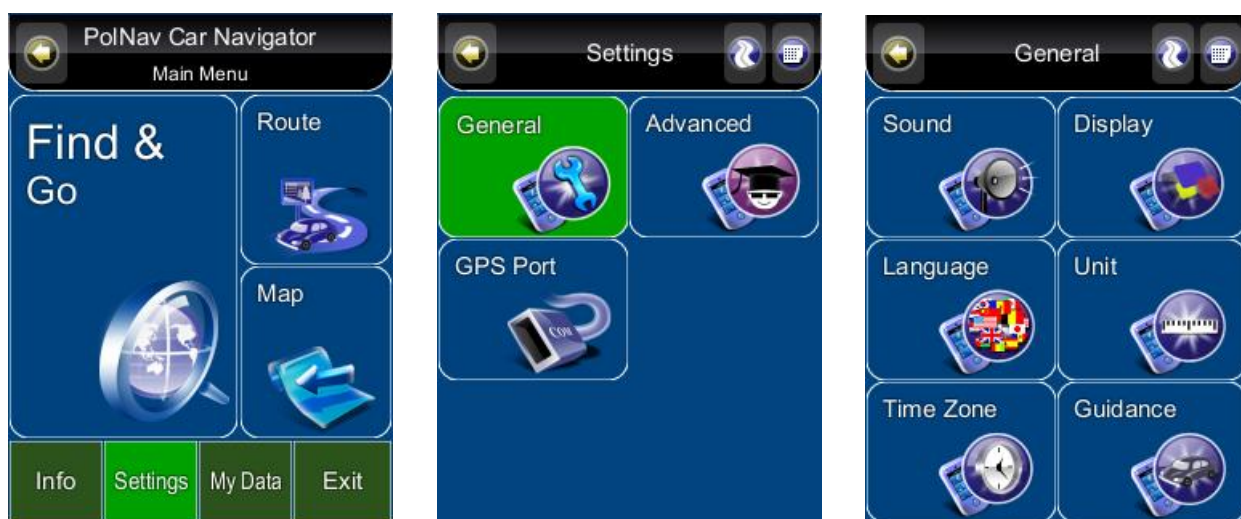 PolNav Car Navigator
Main Menu
Find &
Go
Route
Map
Info
Settings
My Data
Exit
Settings
General
Advanced
GPS Port
COM
General
Sound
Display
Language
Unit
Time Zone
Guidance